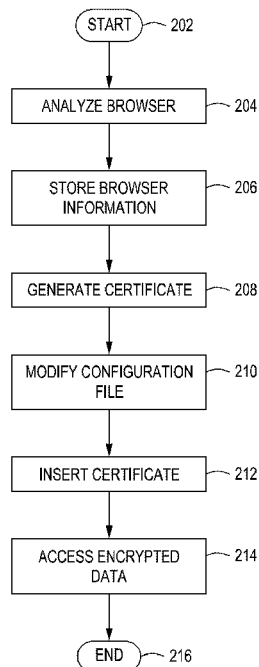 START 202
ANALYZE BROWSER 204
STORE BROWSER 206
INFORMATION
GENERATE CERTIFICATE 208
MODIFY CONFIGURATION 210
FILE
INSERT CERTIFICATE 212
ACCESS ENCRYPTED 214
DATA
END 216